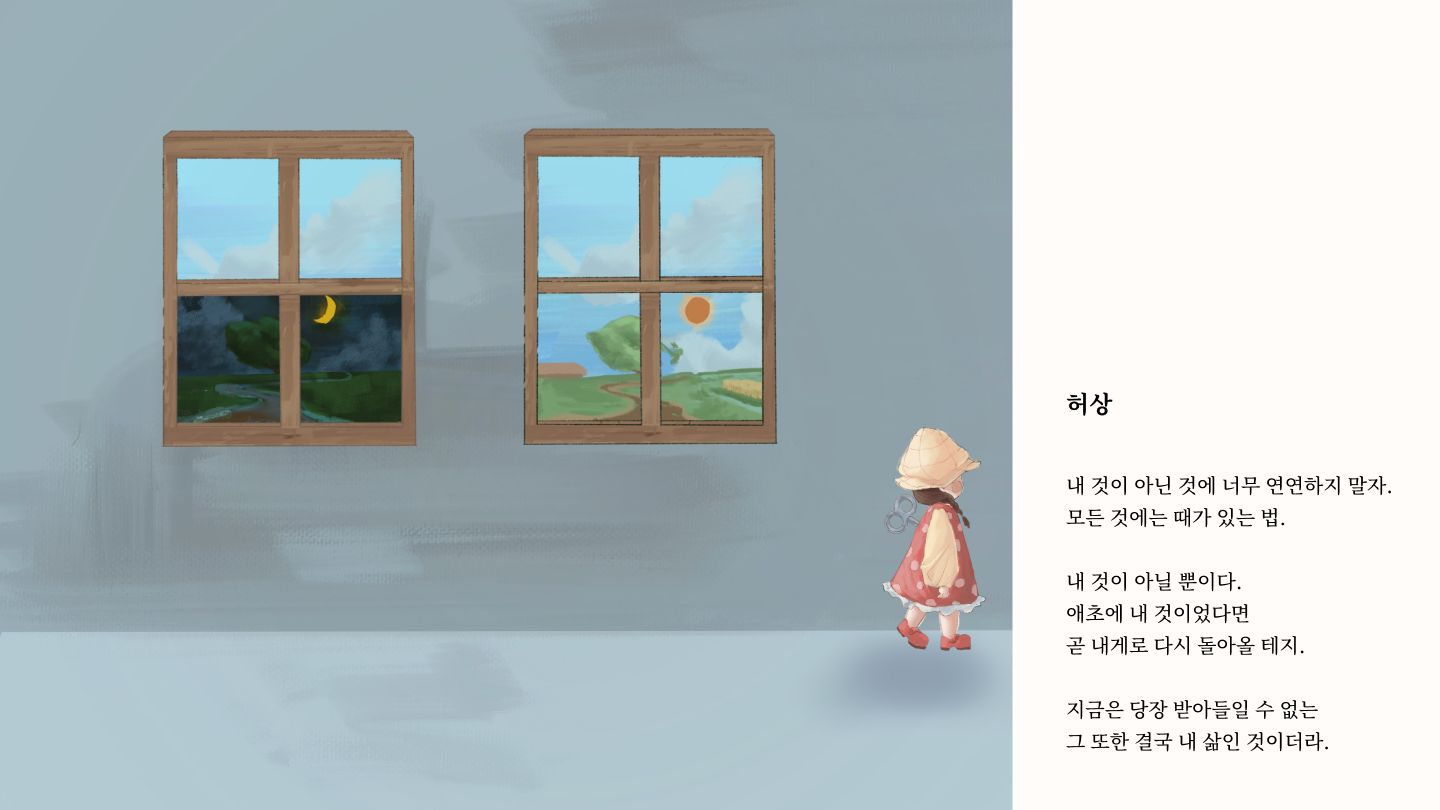 허상
내 것이 아닌 것에 너무 연연하지 말자.
모든 것에는 때가 있는 법.
내 것이 아닐 뿐이다.
애초에 내 것이었다면
곧 내게로 다시 돌아올 테지.
지금은 당장 받아들일 수 없는
그 또한 결국 내 삶인 것이더라.